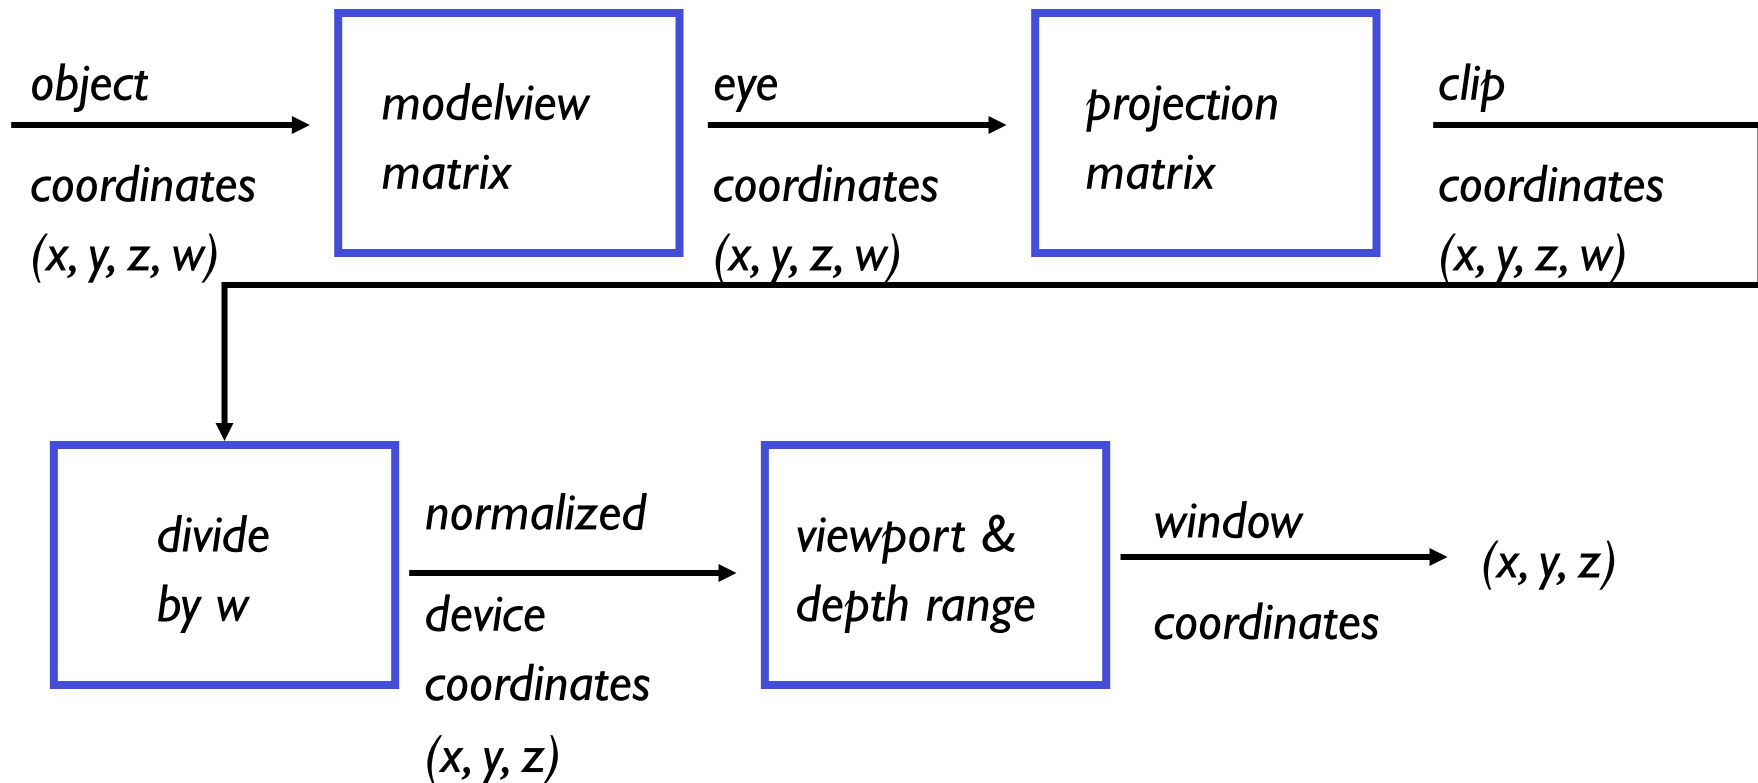 object
coordinates
(x, y, z, w)
modelview
matrix
eye
coordinates
(x, y, z, w)
projection
matrix
clip
coordinates
(x, y, z, w)
divide
by w
normalized
device
coordinates
(x, y, z)
viewport &
depth range
window
coordinates
(x, y, z)